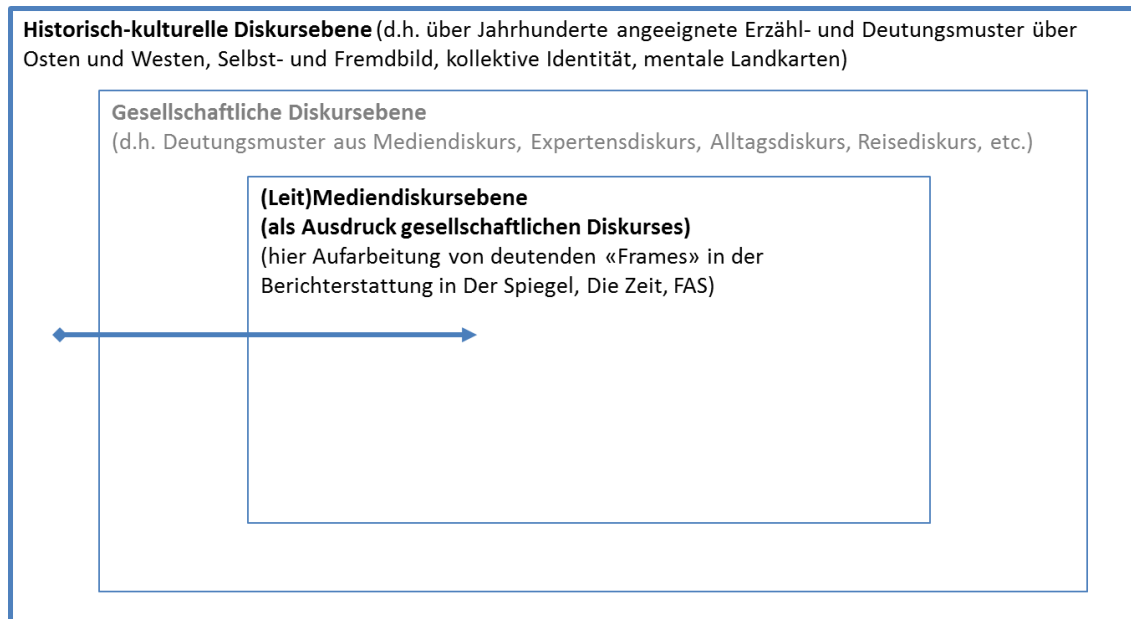 Historisch-kulturelle Diskursebene (d.h. über Jahrhunderte angeeignete Erzähl- und Deutungsmuster über
Osten und Westen, Selbst- und Fremdbild, kollektive Identität, mentale Landkarten)
Gesellschaftliche Diskursebene
(d.h. Deutungsmuster aus Mediendiskurs, Expertensdiskurs, Alltagsdiskurs, Reisediskurs, etc.)
(Leit)Mediendiskursebene
(als Ausdruck gesellschaftlichen Diskurses)
(hier Aufarbeitung von deutenden «Frames» in der
Berichterstattung in Der Spiegel, Die Zeit, FAS)